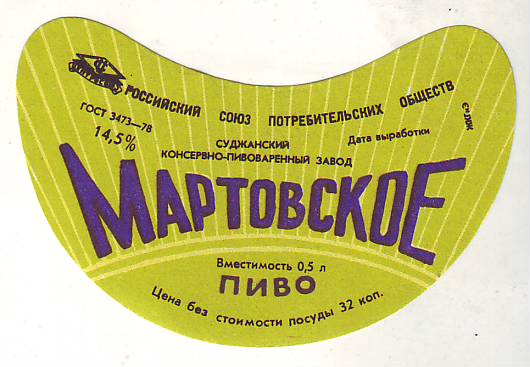 РОССИЙСКИЙ СОЮЗ ПОТРЕБИТЕЛЬСКИХ ОБЩЕСТВ
ГОСТ 3473—78
14,5%
СУДЖАНСКИЙ
КОНСЕРВНО-ПИВОВАРЕННЫЙ ЗАВОД
Дата выработки
МАРТОВСКОЕ
Вместимость 0,5 л
ПИВО
Цена без стоимости посуды 32 коп.